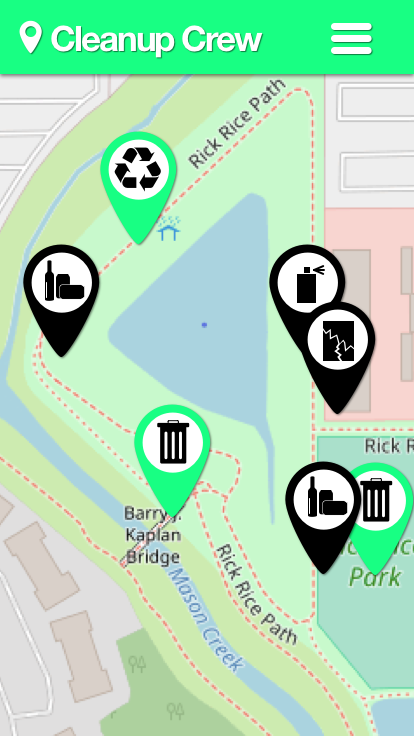 Cleanup Crew
Rick Rice Path
Rick R
Barry J.
Kaplan
Bridge
Park
Rick Rice Path
Mason Creek